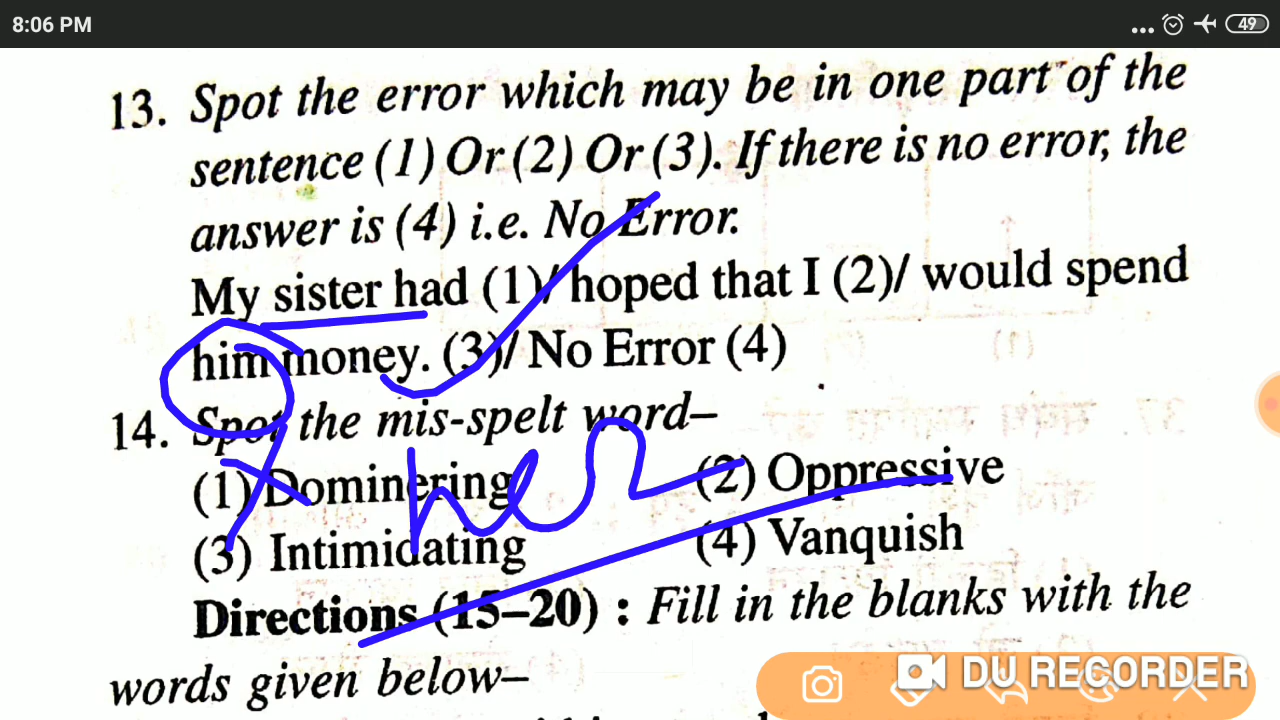 8:06 PM
49
13. Spot the error which may be in one part of the
sentence (1) Or (2) Or (3). If there is no error, the
answer is (4) i.e. No Error.
My sister had (1)/ hoped that I (2)/ would spend
him money. (3)/ No Error (4)
14. Spot the mis-spelt word–
(1) Dominering (2) Oppressive
her
(3) Intimidating (4) Vanquish
Directions (15–20) : Fill in the blanks with the
words given below–
DU RECORDER